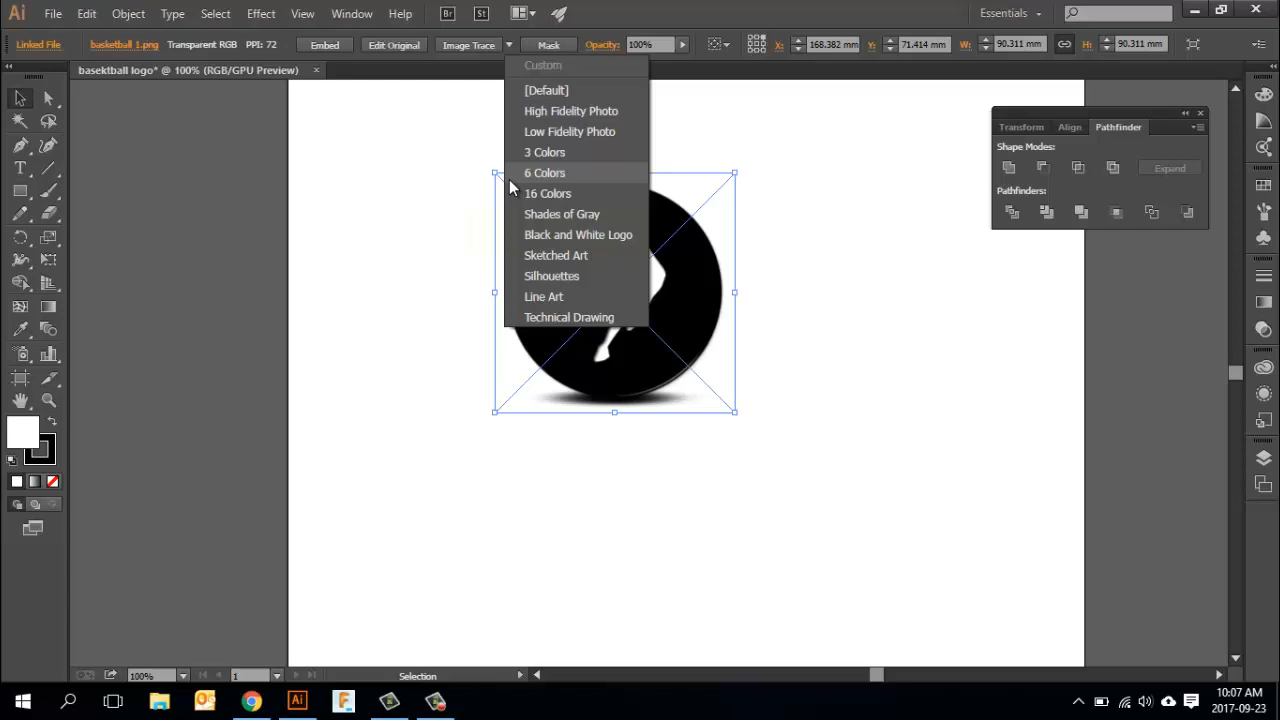 Ai File Edit Object Type Select Effect View Window Help Br St Essentials
Linked File basketball 1.png Transparent RGB PPI: 72 Embed Edit Original Image Trace Mask Opacity: 100% X: 168.382 mm Y: 71.414 mm W: 90.311 mm H: 90.311 mm
basektball logo* @ 100% (RGB/GPU Preview)
Custom
[Default]
High Fidelity Photo
Low Fidelity Photo
3 Colors
6 Colors
16 Colors
Shades of Gray
Black and White Logo
Sketched Art
Silhouettes
Line Art
Technical Drawing
Transform Align Pathfinder
Shape Modes:
Expand
Pathfinders:
100% 1 Selection
Ai
10:07 AM
2017-09-23